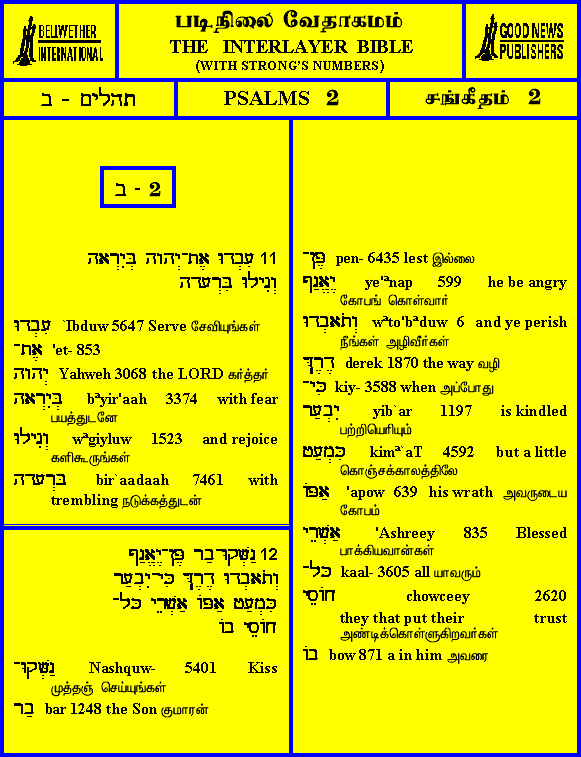 BELLWETHER
INTERNATIONAL
படிநிலை வேதாகமம்
THE INTERLAYER BIBLE
(WITH STRONG'S NUMBERS)
GOOD NEWS
PUBLISHERS
תהלים - ב
PSALMS 2
சங்கீதம் 2
ב - 2
11 עִבְדוּ אֶת־יְהוָה בְּיִרְאָה
וְגִילוּ בִּרְעָדָה
עִבְדוּ `Ibduw 5647 Serve சேவியுங்கள்
אֶת־ 'et- 853
יְהוָה Yahweh 3068 the LORD கர்த்தர்
בְּיִרְאָה bªyir'aah 3374 with fear
பயத்துடனே
וְגִילוּ wªgiyluw 1523 and rejoice
களிகூருங்கள்
בִּרְעָדָה bir`aadaah 7461 with
trembling நடுக்கத்துடன்
12 נַשְּׁקוּ־בַר פֶּן־יֶאֱנַף
וְתֹאבְדוּ דֶרֶךְ כִּי־יִבְעַר
כִּמְעַט אַפּוֹ אַשְׁרֵי כָּל־
חוֹסֵי בוֹ
נַשְּׁקוּ־ Nashquw- 5401 Kiss
முத்தஞ் செய்யுங்கள்
בַר bar 1248 the Son குமாரன்
פֶּן־ pen- 6435 lest இல்லை
יֶאֱנַף ye'ªnap 599 he be angry
கோபங் கொள்வார்
וְתֹאבְדוּ wªto'bªduw 6 and ye perish
நீங்கள் அழிவீர்கள்
דֶרֶךְ derek 1870 the way வழி
כִּי־ kiy- 3588 when அப்போது
יִבְעַר yib`ar 1197 is kindled
பற்றியெரியும்
כִּמְעַט kimª`aT 4592 but a little
கொஞ்சக்காலத்திலே
אַפּוֹ 'apow 639 his wrath அவருடைய
கோபம்
אַשְׁרֵי 'Ashreey 835 Blessed
பாக்கியவான்கள்
כָּל־ kaal- 3605 all யாவரும்
חוֹסֵי chowceey 2620
they that put their trust
அண்டிக்கொள்ளுகிறவர்கள்
בוֹ bow 871 a in him அவரை